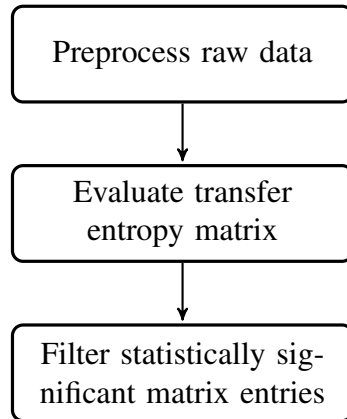 Preprocess raw data
Evaluate transfer
entropy matrix
Filter statistically sig-
nificant matrix entries